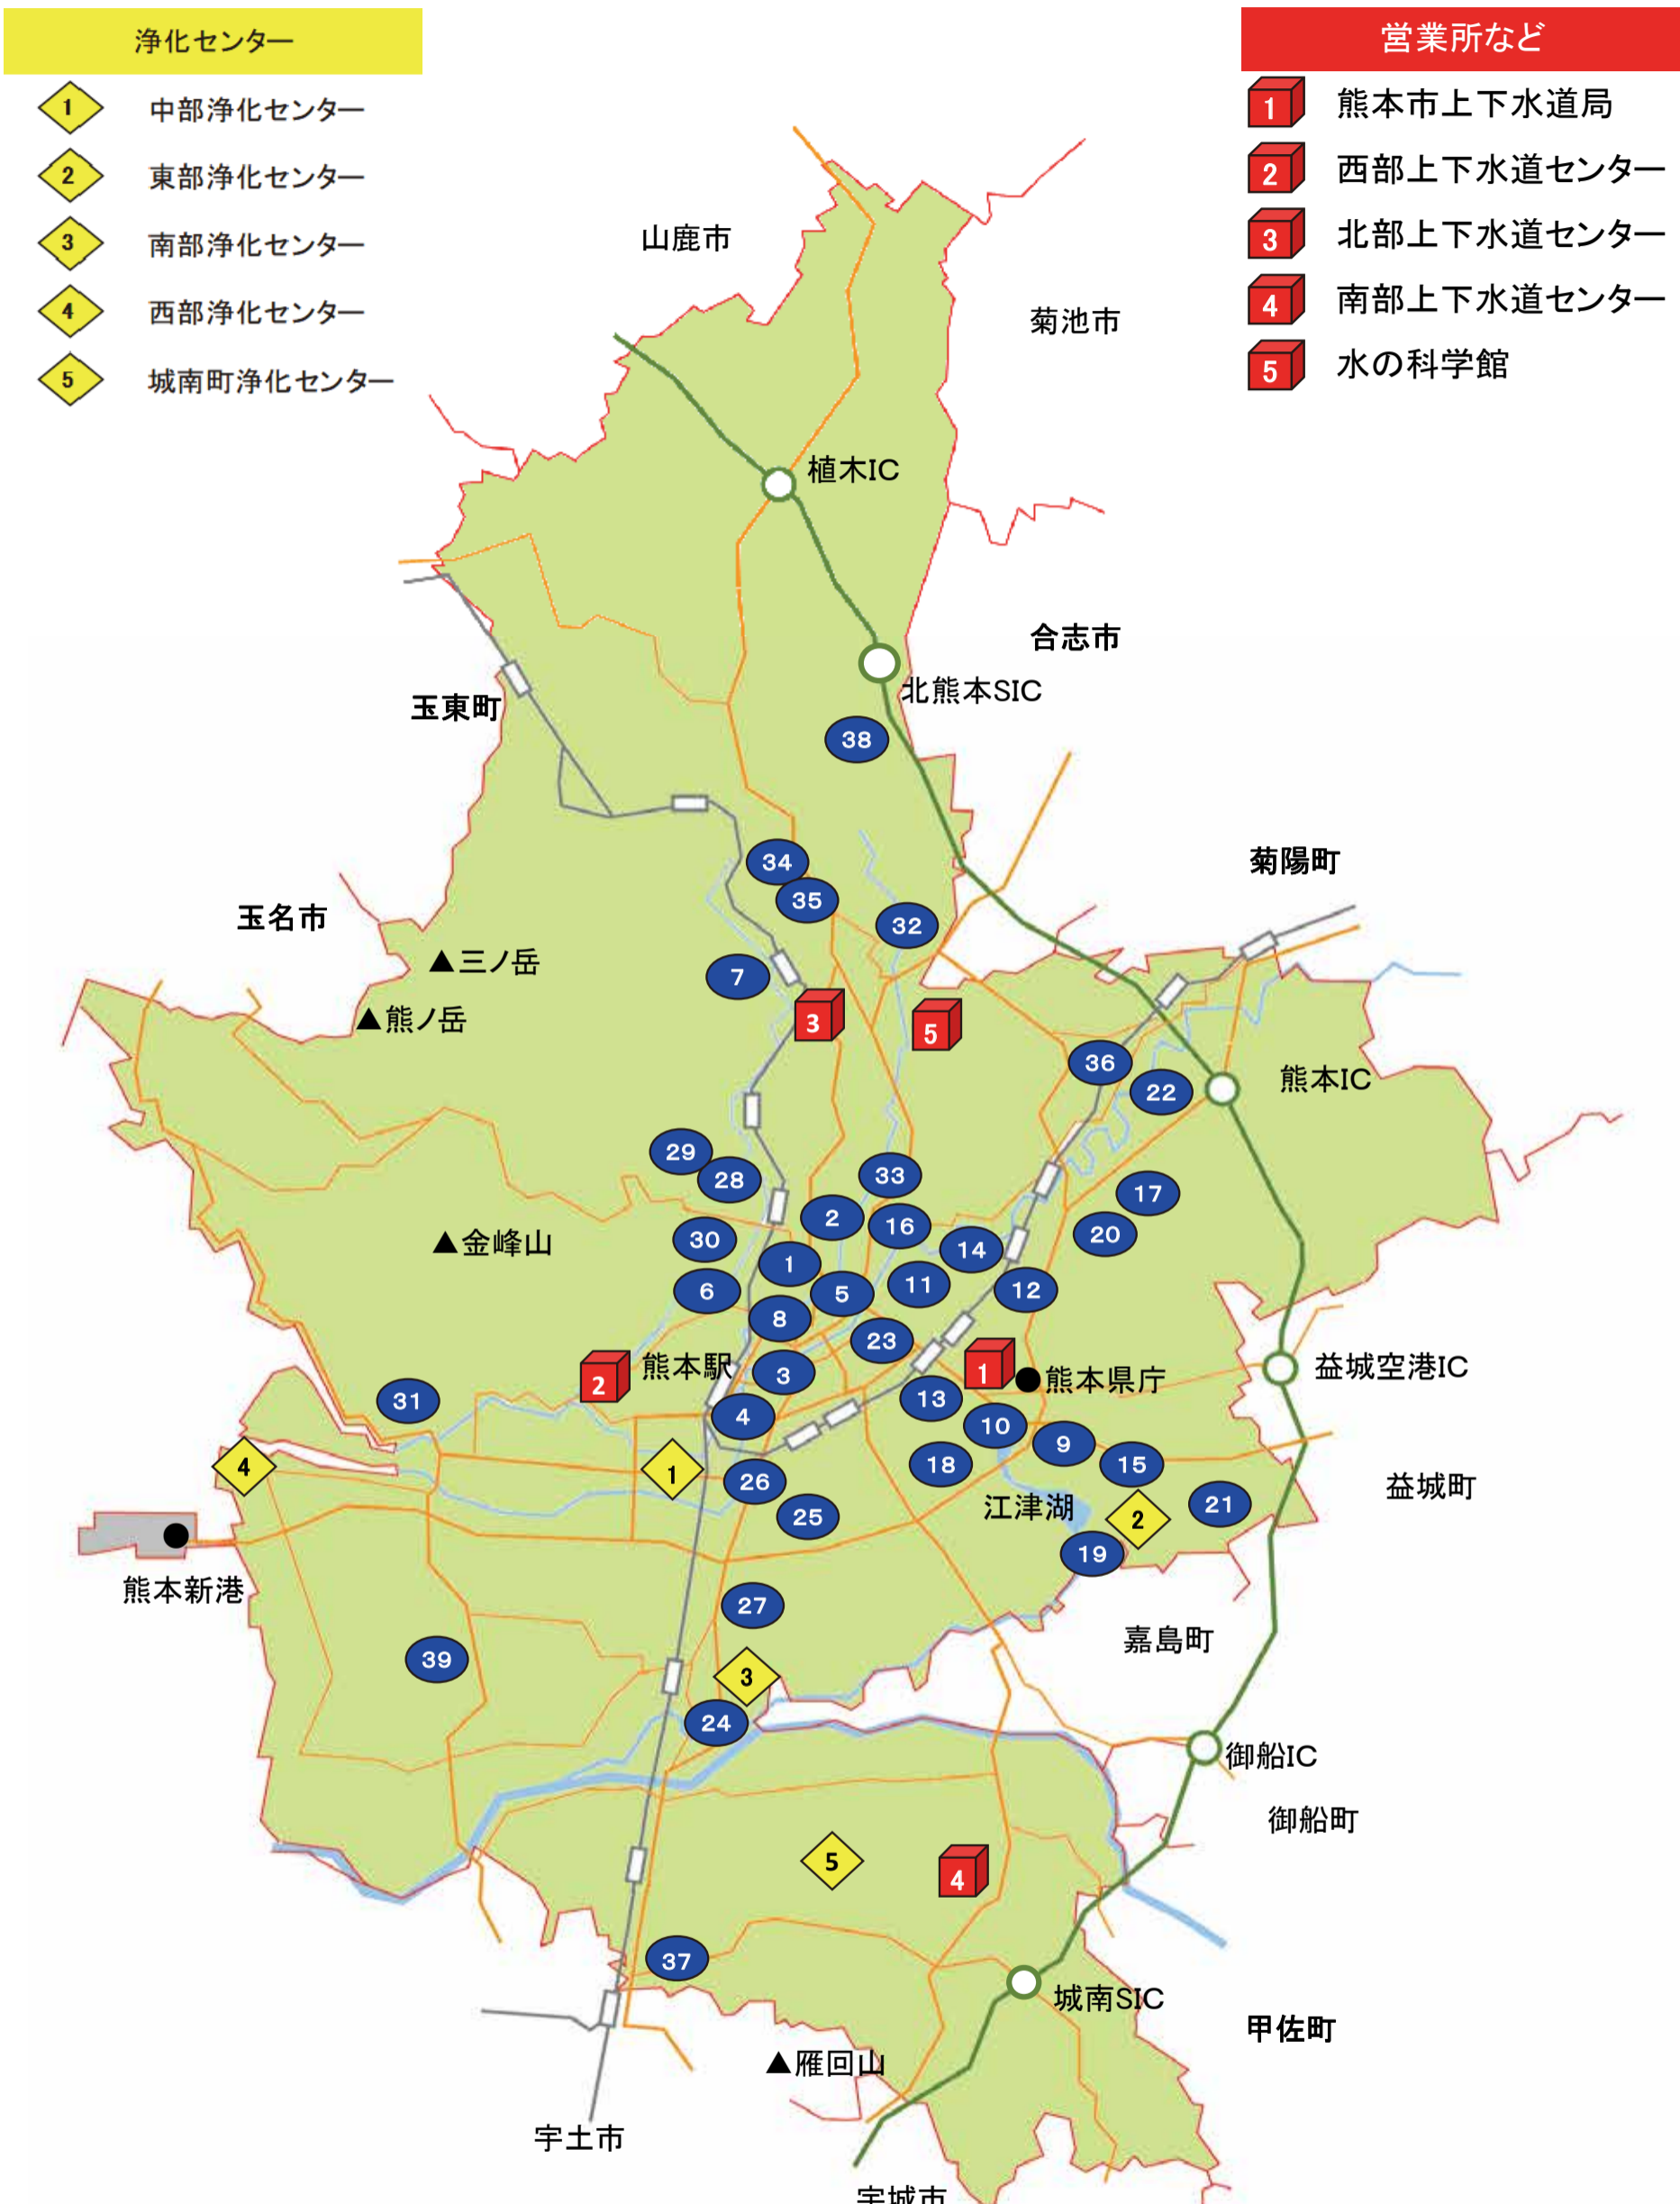 浄化センター
1 中部浄化センター
2 東部浄化センター
3 南部浄化センター
4 西部浄化センター
5 城南町浄化センター
営業所など
1 熊本市上下水道局
2 西部上下水道センター
3 北部上下水道センター
4 南部上下水道センター
5 水の科学館
山鹿市
菊池市
植木IC
合志市
北熊本SIC
玉東町
38
34
菊陽町
35
玉名市
32
▲三ノ岳
7
▲熊ノ岳
3
5
36
熊本IC
22
29
28
33
17
2
16
20
▲金峰山
30
14
1
11
6
5
12
8
23
熊本駅
3
1
●熊本県庁
益城空港IC
2
31
13
4
10
9
4
1
18
15
26
益城町
25
江津湖
2
21
19
熊本新港
27
嘉島町
39
3
24
御船IC
御船町
5
4
37
城南SIC
甲佐町
▲雁回山
宇土市
宇城市